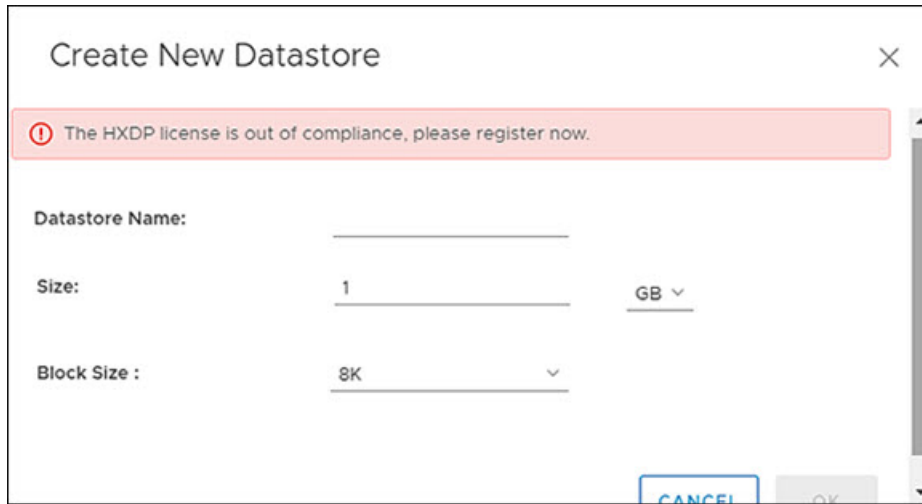 Create New Datastore
The HXDP license is out of compliance, please register now.
Datastore Name:
Size: 1 GB
Block Size : 8K
CANCEL OK